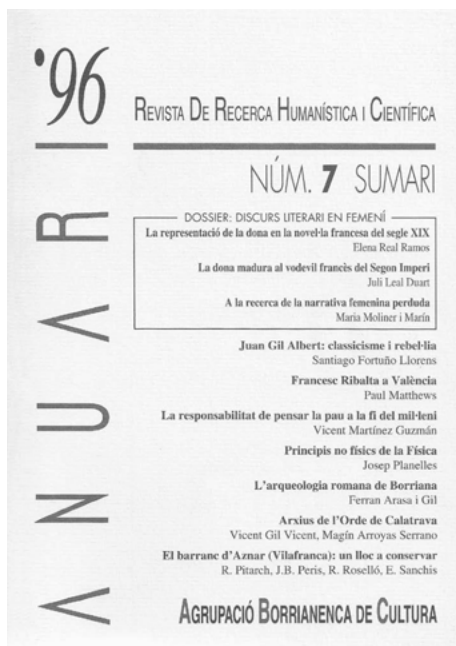 ANUARI '96
REVISTA DE RECERCA HUMANÍSTICA I CIENTÍFICA
NÚM. 7 SUMARI
DOSSIER: DISCURS LITERARI EN FEMENÍ
La representació de la dona en la novel·la francesa del segle XIX
Elena Real Ramos
La dona madura al vodevil francès del Segon Imperi
Juli Leal Duart
A la recerca de la narrativa femenina perduda
Maria Moliner i Marín
Juan Gil Albert: classicisme i rebel·lia
Santiago Fortuño Llorens
Francesc Ribalta a València
Paul Matthews
La responsabilitat de pensar la pau a la fi del mil·leni
Vicent Martínez Guzmán
Principis no físics de la Física
Josep Planelles
L'arqueologia romana de Borriana
Ferran Arasa i Gil
Arxius de l'Orde de Calatrava
Vicent Gil Vicent, Magín Arroyas Serrano
El barranc d'Aznar (Vilafranca): un lloc a conservar
R. Pitarch, J.B. Peris, R. Roselló, E. Sanchis
AGRUPACIÓ BORRIANENCA DE CULTURA